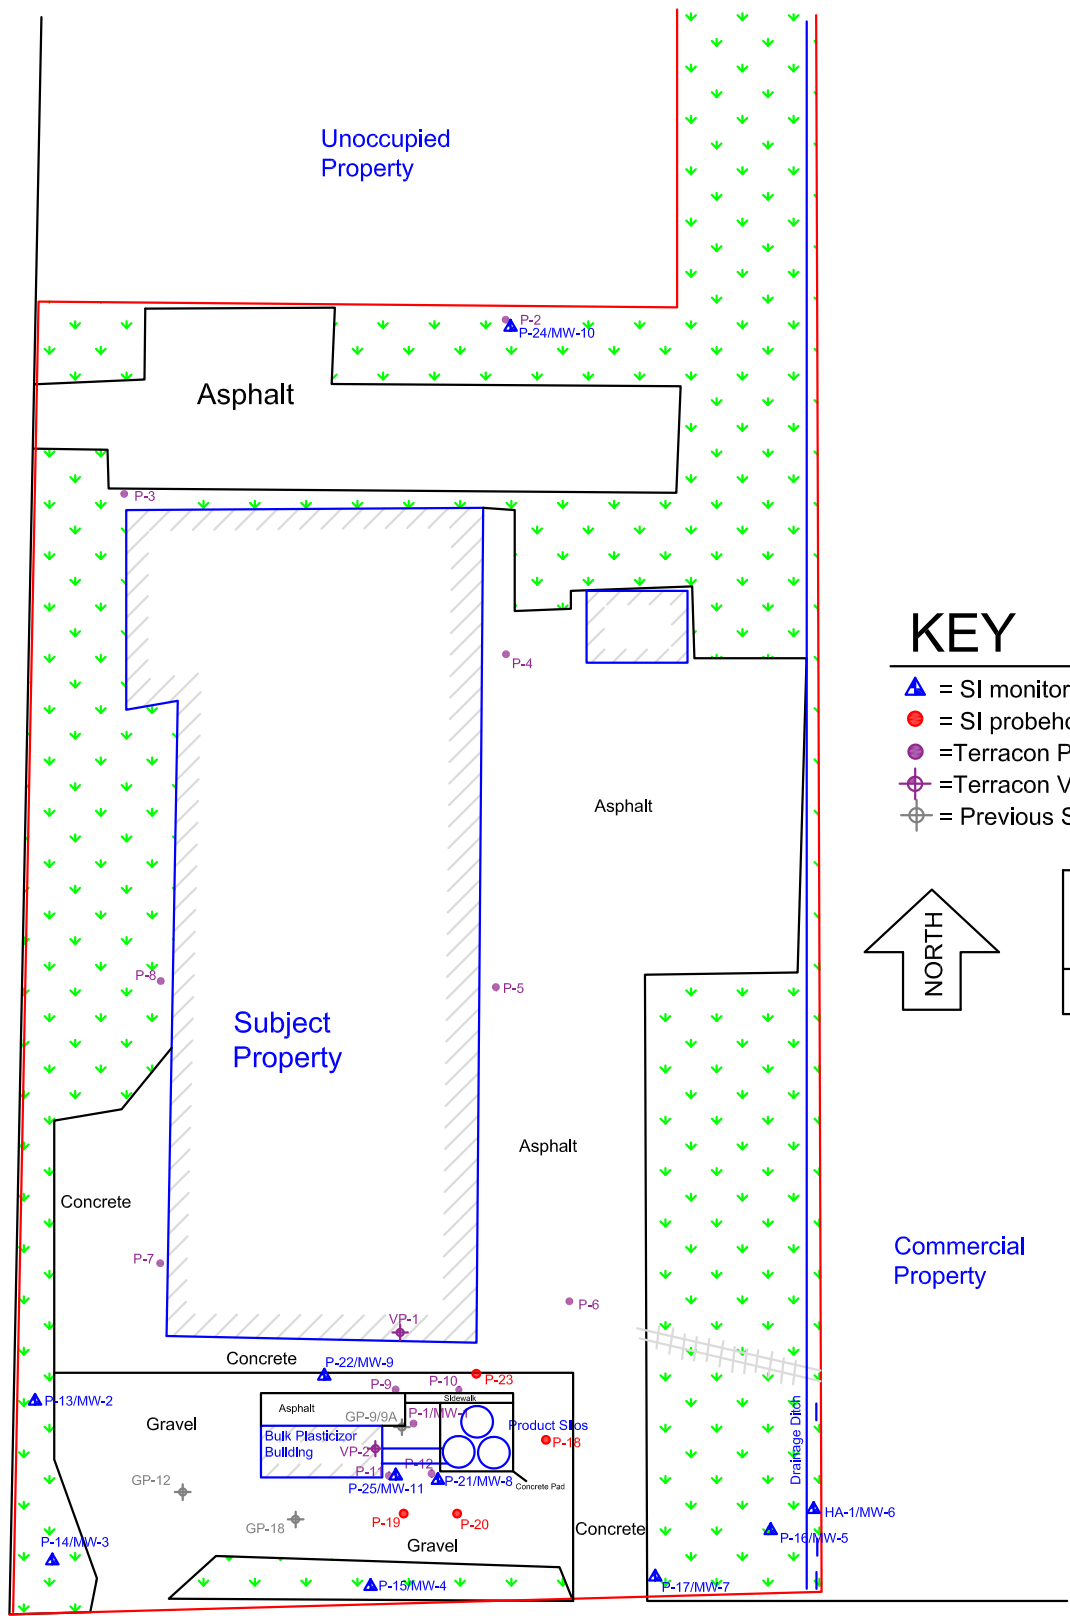 Unoccupied
Property
P-2
P-24/MW-10
Asphalt
P-3
KEY
P-4
= SI monitor
= SI probeho
=Terracon P
=Terracon V
= Previous S
Asphalt
NORTH
P-8
P-5
Subject
Property
Asphalt
Concrete
Commercial
Property
P-7
P-6
VP-1
Concrete
P-22/MW-9
P-23
P-9
P-10
P-13/MW-2
Sidewalk
Asphalt
Gravel
GP-9/9A
P-1/MW-1
Product Silos
Bulk Plasticizor
Building
VP-2
P-18
Drainage Ditch
P-12
P-11
P-21/MW-8
P-25/MW-11
Concrete Pad
GP-12
HA-1/MW-6
GP-18
P-19
P-20
Concrete
P-16/MW-5
P-14/MW-3
Gravel
P-15/MW-4
P-17/MW-7